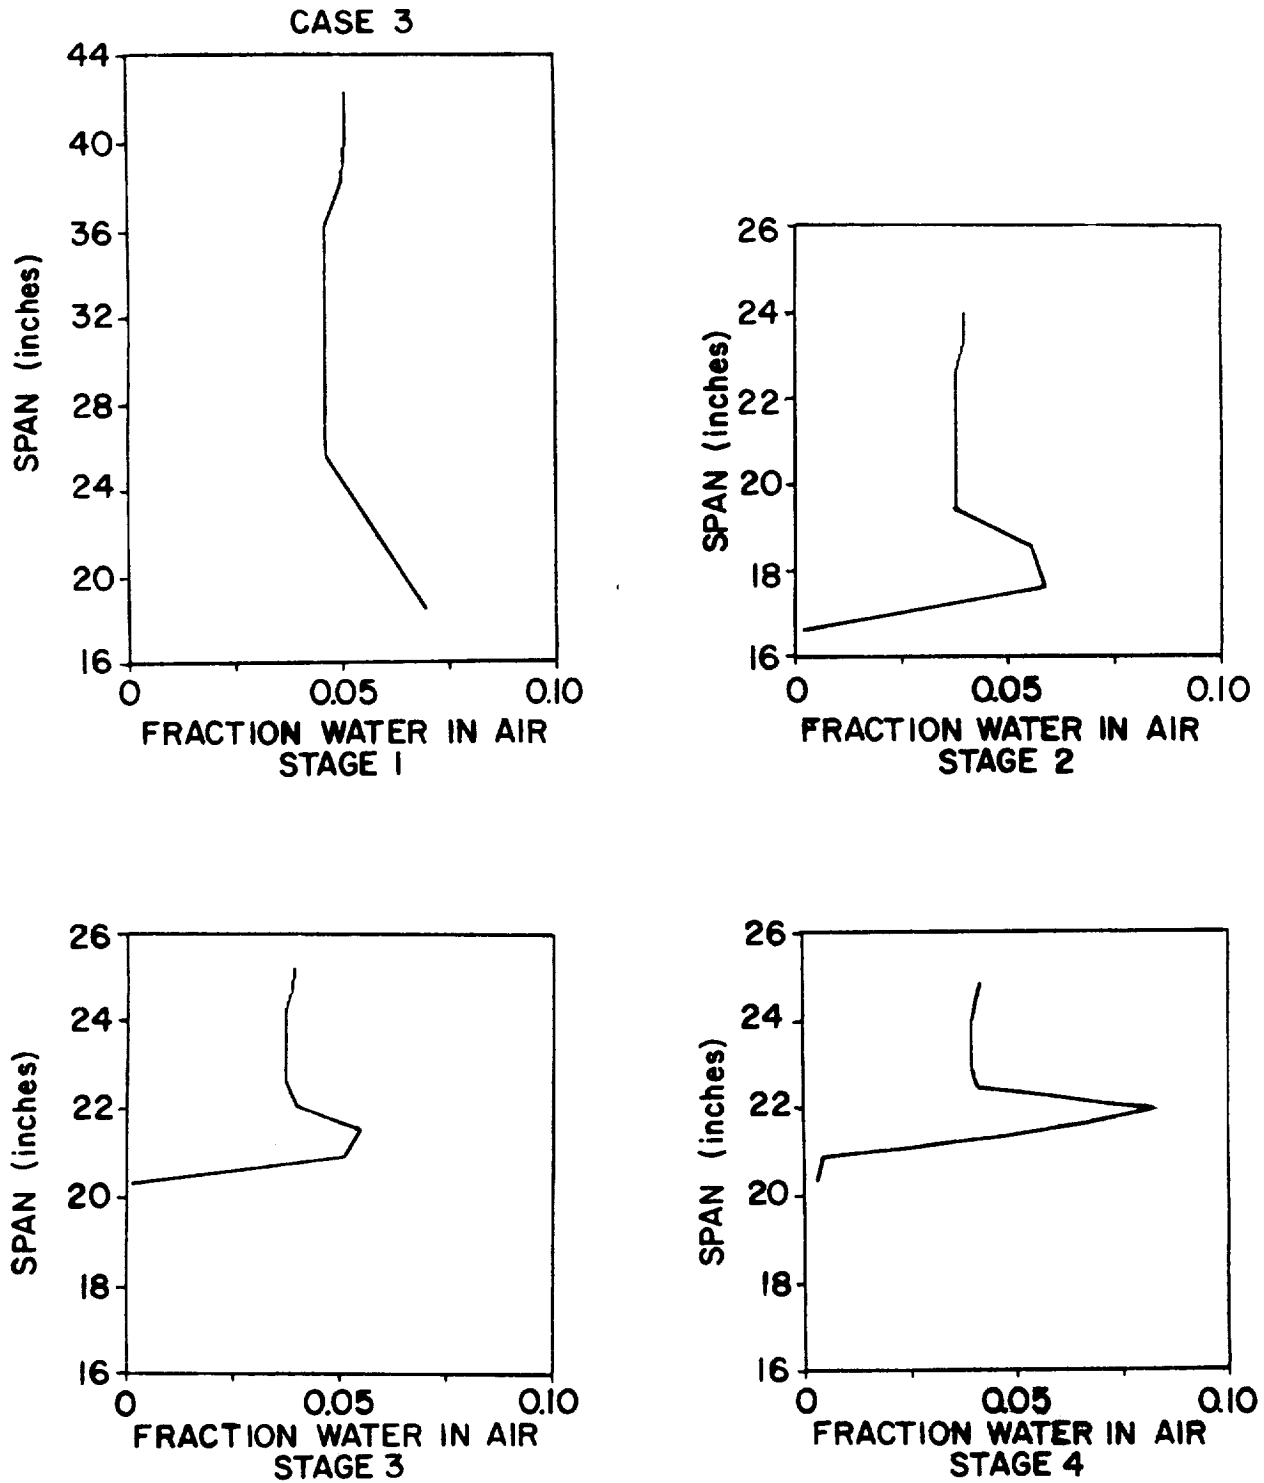 CASE 3
44
40
36
32
28
24
20
16
SPAN (inches)
0 0.05 0.10
FRACTION WATER IN AIR
STAGE 1
26
24
22
20
18
16
SPAN (inches)
0 0.05 0.10
FRACTION WATER IN AIR
STAGE 2
26
24
22
20
18
16
SPAN (inches)
0 0.05 0.10
FRACTION WATER IN AIR
STAGE 3
26
24
22
20
18
16
SPAN (inches)
0 0.05 0.10
FRACTION WATER IN AIR
STAGE 4